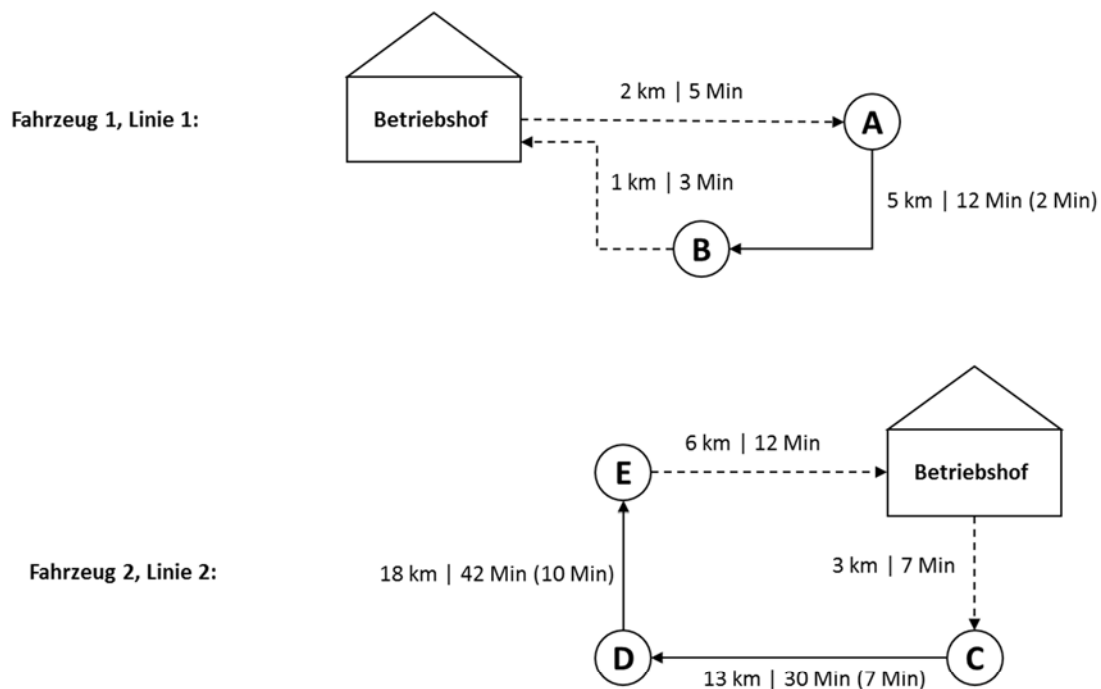 2 km | 5 Min
Fahrzeug 1, Linie 1:
Betriebshof
A
1 km | 3 Min
5 km | 12 Min (2 Min)
B
6 km | 12 Min
E
Betriebshof
Fahrzeug 2, Linie 2:
18 km | 42 Min (10 Min)
3 km | 7 Min
D
C
13 km | 30 Min (7 Min)